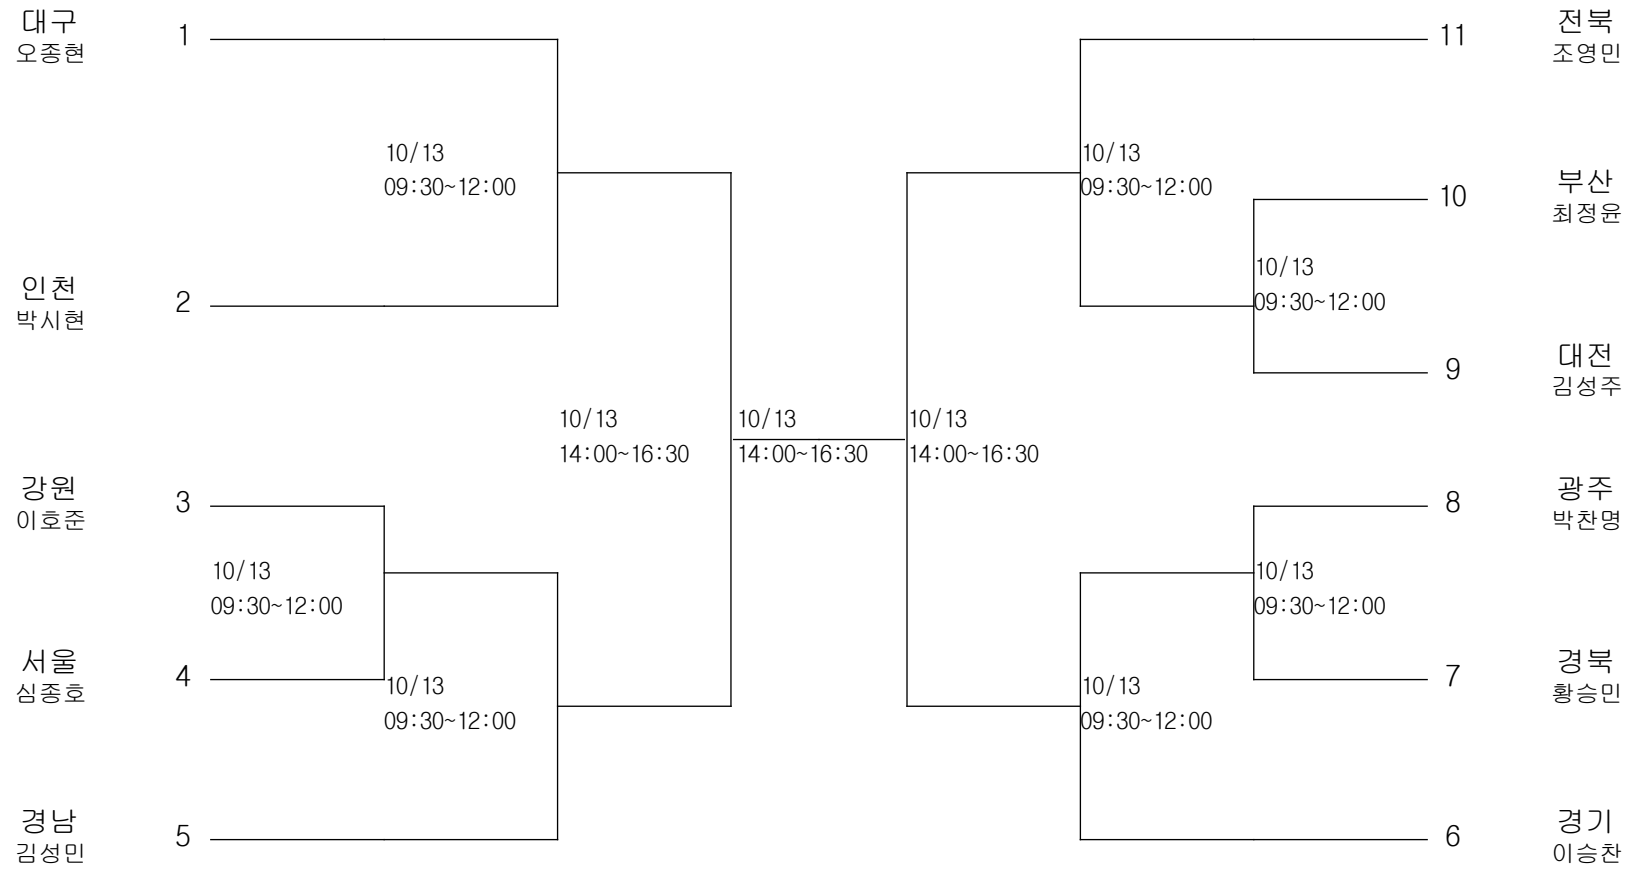 대구
오종현
1
11
전북
조영민
10/13
09:30~12:00
10/13
09:30~12:00
10
부산
최정윤
인천
박시현
2
10/13
09:30~12:00
9
대전
김성주
10/13
14:00~16:30
10/13
14:00~16:30
10/13
14:00~16:30
강원
이호준
3
8
광주
박찬명
10/13
09:30~12:00
10/13
09:30~12:00
서울
심종호
4
7
경북
황승민
10/13
09:30~12:00
10/13
09:30~12:00
경남
김성민
5
6
경기
이승찬